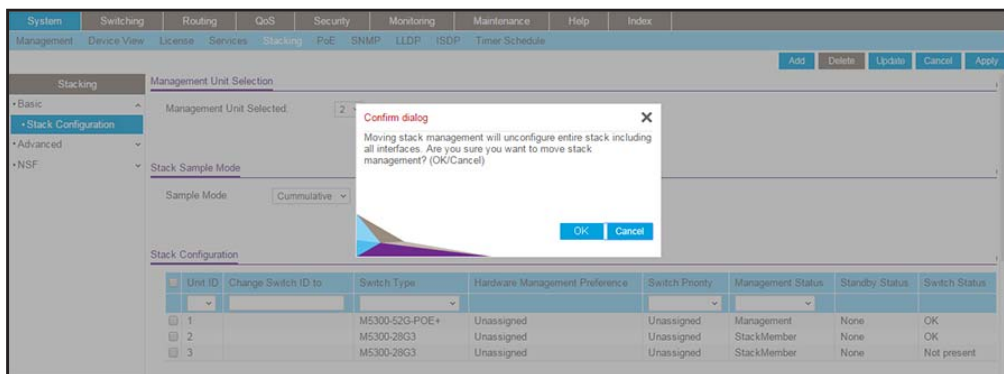 System Switching Routing QoS Security Monitoring Maintenance Help Index
Management Device View License Services Stacking PoE SNMP LLDP ISDP Timer Schedule
Add Delete Update Cancel Apply
Stacking
Basic
Stack Configuration
Advanced
NSF
Management Unit Selection
Management Unit Selected: 2
Stack Sample Mode
Sample Mode Cummulative
Confirm dialog
Moving stack management will unconfigure entire stack including
all interfaces. Are you sure you want to move stack
management? (OK/Cancel)
OK Cancel
Stack Configuration
Unit ID Change Switch ID to Switch Type Hardware Management Preference Switch Priority Management Status Standby Status Switch Status
1 M5300-52G-POE+ Unassigned Unassigned Management None OK
2 M5300-28G3 Unassigned Unassigned StackMember None OK
3 M5300-28G3 Unassigned Unassigned StackMember None Not present